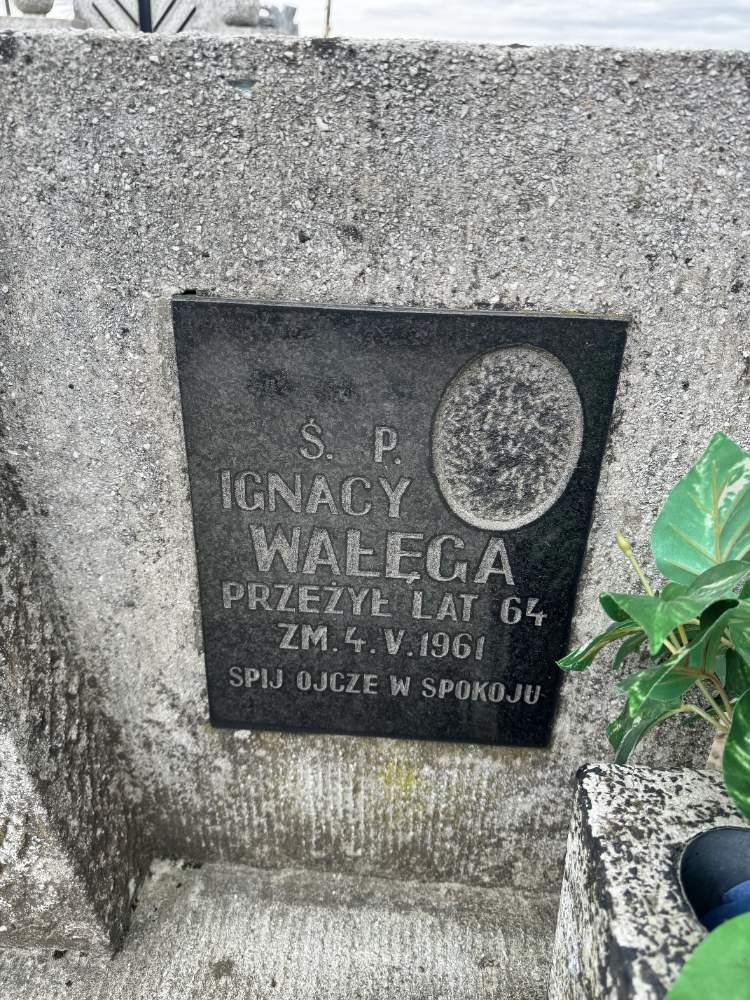 Ś. P.
IGNACY
WAŁĘGA
PRZEŻYŁ LAT 64
ZM. 4. V. 1961
SPIJ OJCZE W SPOKOJU